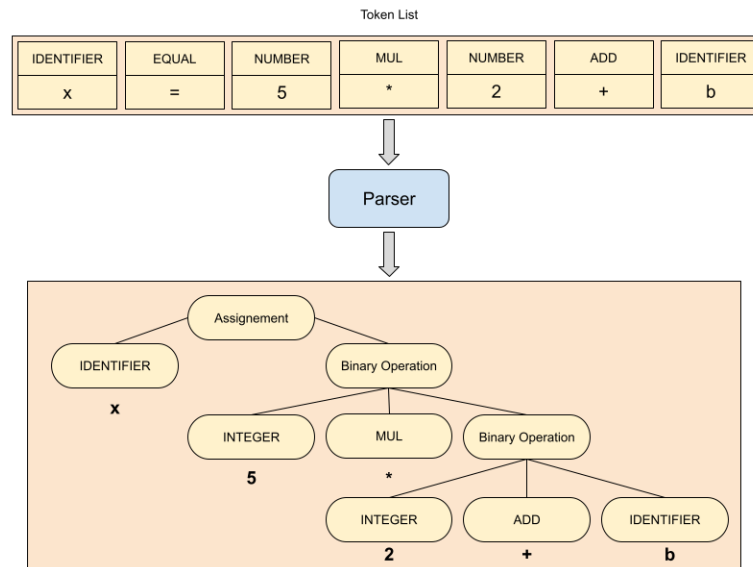 Token List
IDENTIFIER EQUAL NUMBER MUL NUMBER ADD IDENTIFIER
x = 5 * 2 + b
Parser
Assignement
IDENTIFIER Binary Operation
x
INTEGER MUL Binary Operation
5 *
INTEGER ADD IDENTIFIER
2 + b